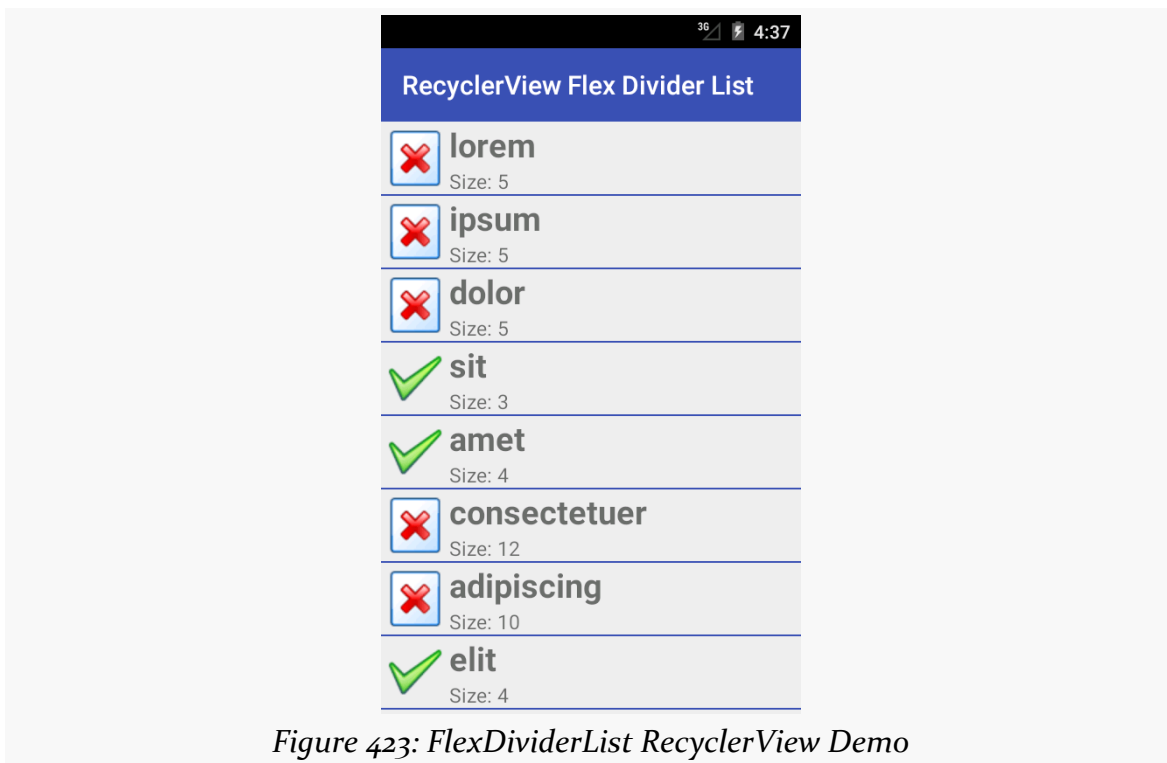 3G 4:37
RecyclerView Flex Divider List
lorem
Size: 5
ipsum
Size: 5
dolor
Size: 5
sit
Size: 3
amet
Size: 4
consectetuer
Size: 12
adipiscing
Size: 10
elit
Size: 4
Figure 423: FlexDividerList RecyclerView Demo